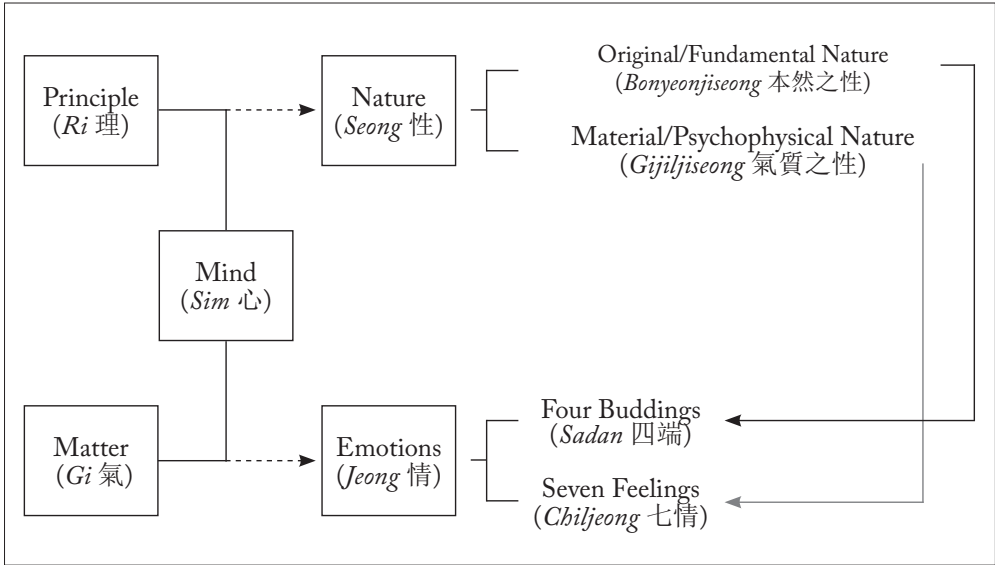 Principle
(Ri 理)
Nature
(Seong 性)
Original/Fundamental Nature
(Bonyeonjiseong 本然之性)
Material/Psychophysical Nature
(Gijiljiseong 氣質之性)
Mind
(Sim 心)
Matter
(Gi 氣)
Emotions
(Jeong 情)
Four Buddings
(Sadan 四端)
Seven Feelings
(Chiljeong 七情)